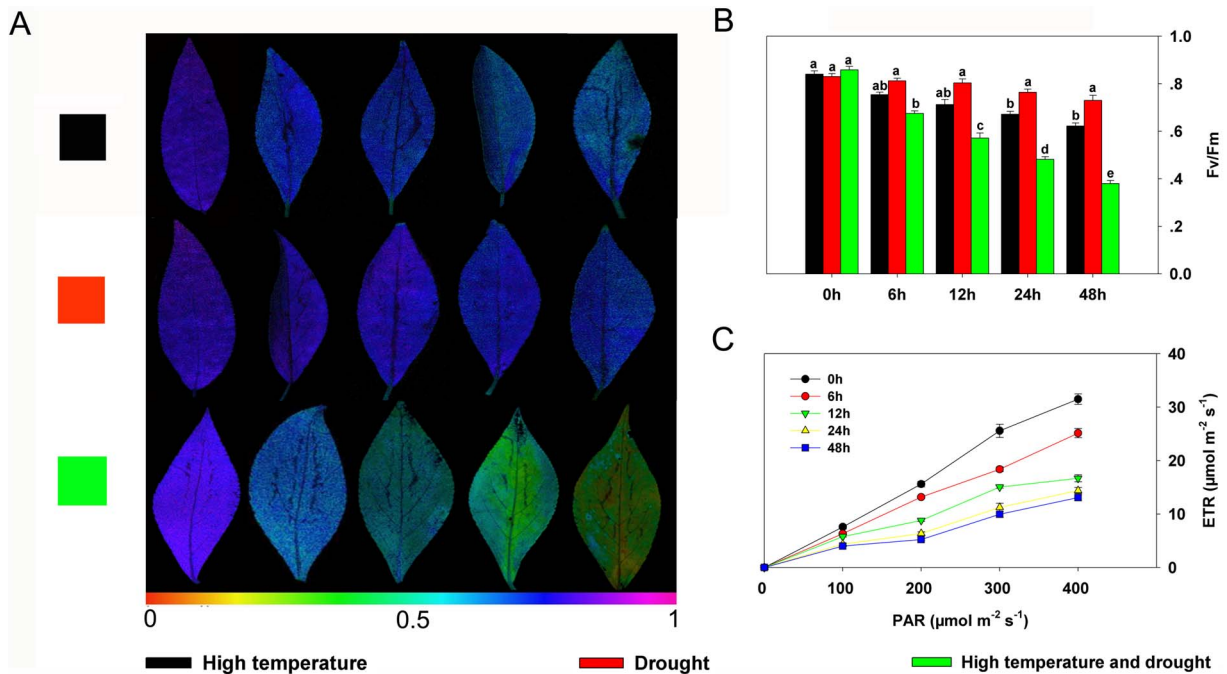 A
0
0.5
1
B
a a a
ab a b
ab a c
b a d
b a e
1.0
.8
.6
.4
.2
0.0
Fv/Fm
0h 6h 12h 24h 48h
C
0h
6h
12h
24h
48h
40
30
20
10
0
ETR (µmol m⁻² s⁻¹)
0 100 200 300 400
PAR (µmol m⁻² s⁻¹)
High temperature
Drought
High temperature and drought